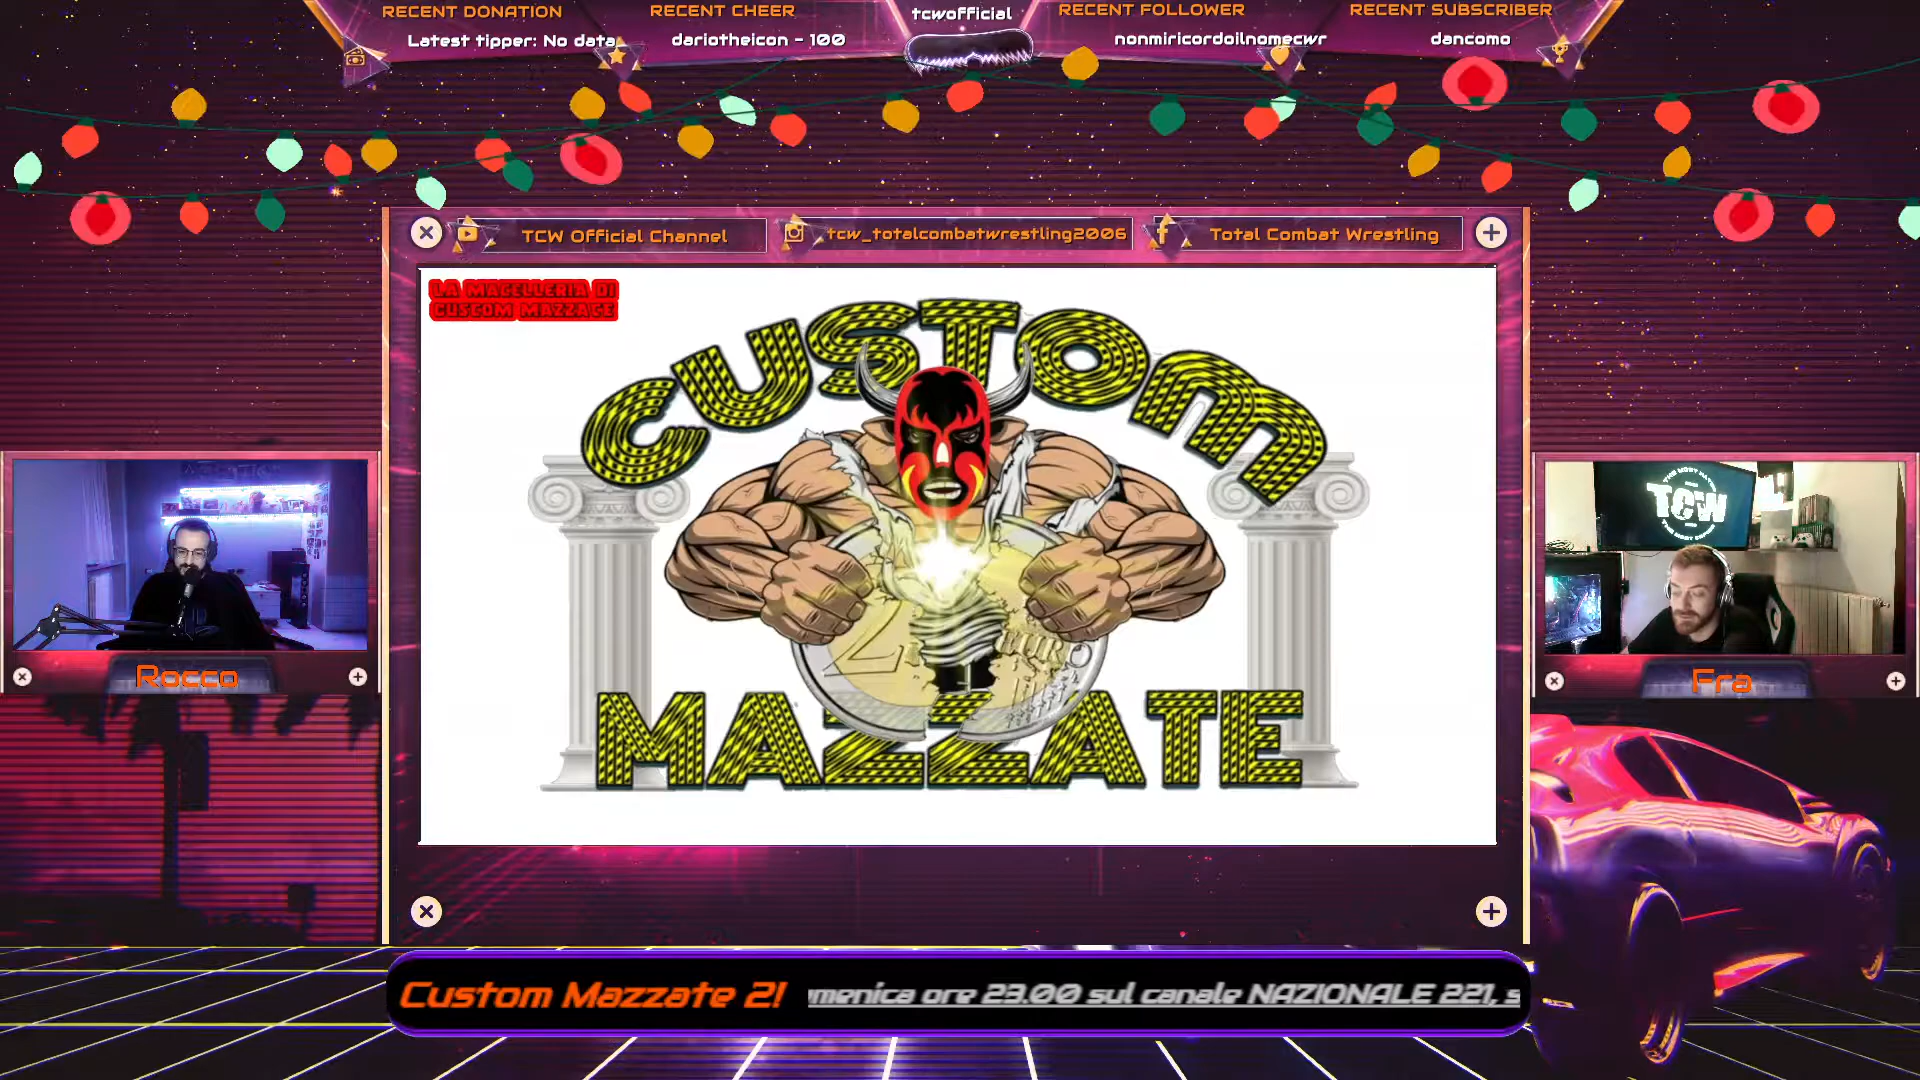 RECENT DONATION
Latest tipper: No data
RECENT CHEER
dariotheicon - 100
tcwofficial
RECENT FOLLOWER
nonmiricordoilnomecwr
RECENT SUBSCRIBER
dancomo
TCW Official Channel
tcw_totalcombatwrestling2006
Total Combat Wrestling
LA MACELLERIA DI
CUSTOM MAZZATE
CUSTOM
2 EURO
MAZZATE
TCW
Rocco
Fra
Custom Mazzate 2!
menica ore 23.00 sul canale NAZIONALE 221, s